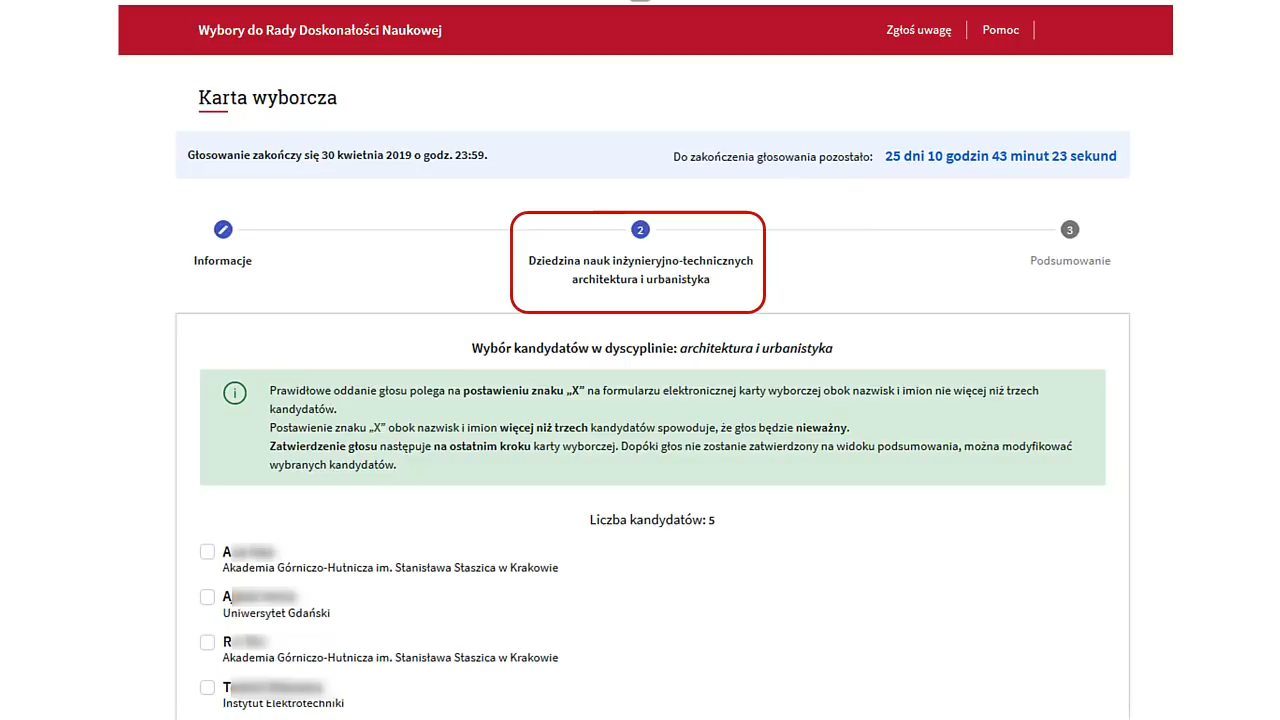 Wybory do Rady Doskonałości Naukowej
Zgłoś uwagę
Pomoc
Karta wyborcza
Głosowanie zakończy się 30 kwietnia 2019 o godz. 23:59.
Do zakończenia głosowania pozostało: 25 dni 10 godzin 43 minut 23 sekund
2
3
Informacje
Dziedzina nauk inżynieryjno-technicznych
architektura i urbanistyka
Podsumowanie
Wybór kandydatów w dyscyplinie: architektura i urbanistyka
Prawidłowe oddanie głosu polega na postawieniu znaku „X” na formularzu elektronicznej karty wyborczej obok nazwisk i imion nie więcej niż trzech
kandydatów.
Postawienie znaku „X” obok nazwisk i imion więcej niż trzech kandydatów spowoduje, że głos będzie nieważny.
Zatwierdzenie głosu następuje na ostatnim kroku karty wyborczej. Dopóki głos nie zostanie zatwierdzony na widoku podsumowania, można modyfikować
wybranych kandydatów.
Liczba kandydatów: 5
Akademia Górniczo-Hutnicza im. Stanisława Staszica w Krakowie
Uniwersytet Gdański
Akademia Górniczo-Hutnicza im. Stanisława Staszica w Krakowie
Instytut Elektrotechniki